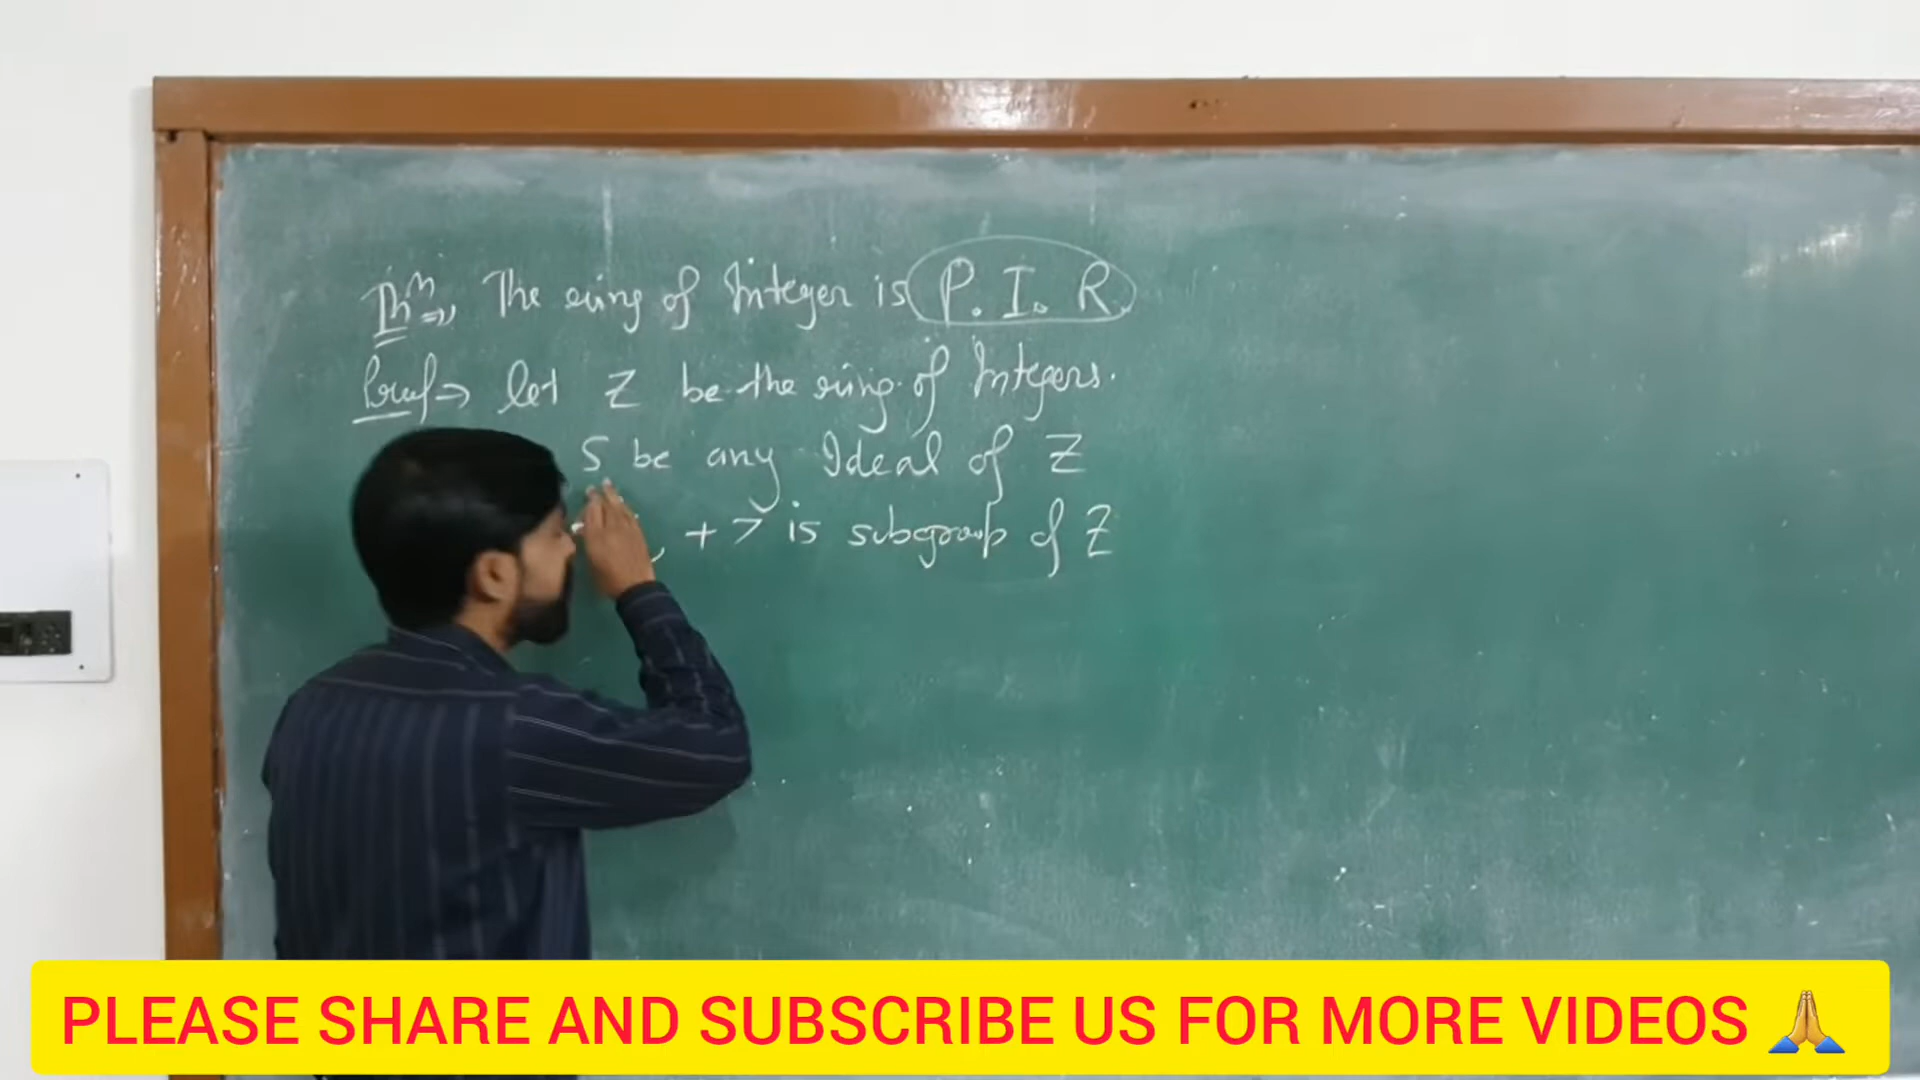 Thm⇒ The ring of Integer is P. I. R.
Proof→ let Z be the ring of Integers.
S be any Ideal of Z
, + > is subgroup of Z
PLEASE SHARE AND SUBSCRIBE US FOR MORE VIDEOS 🙏